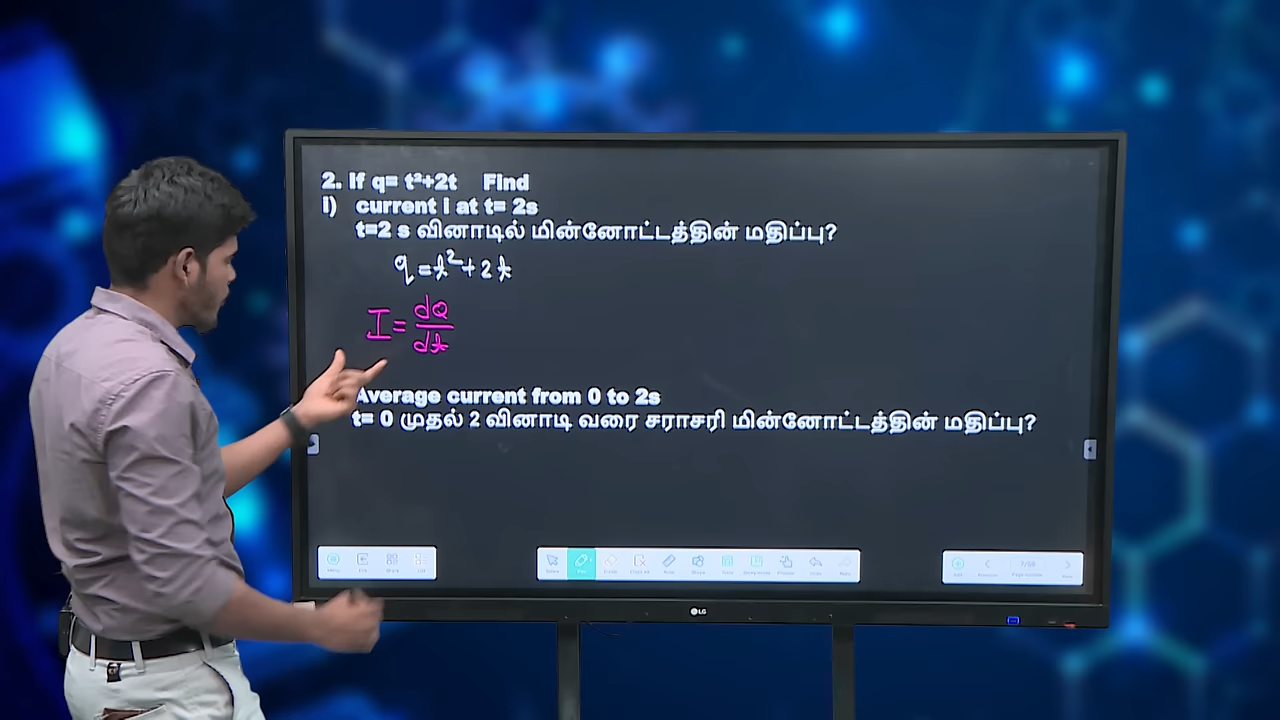 2. If q= t²+2t Find
i) current i at t= 2s
t=2 s வினாடில் மின்னோட்டத்தின் மதிப்பு?
q = t²+2t
I = dQ/dt
Average current from 0 to 2s
t= 0 முதல் 2 வினாடி வரை சராசரி மின்னோட்டத்தின் மதிப்பு?
LG